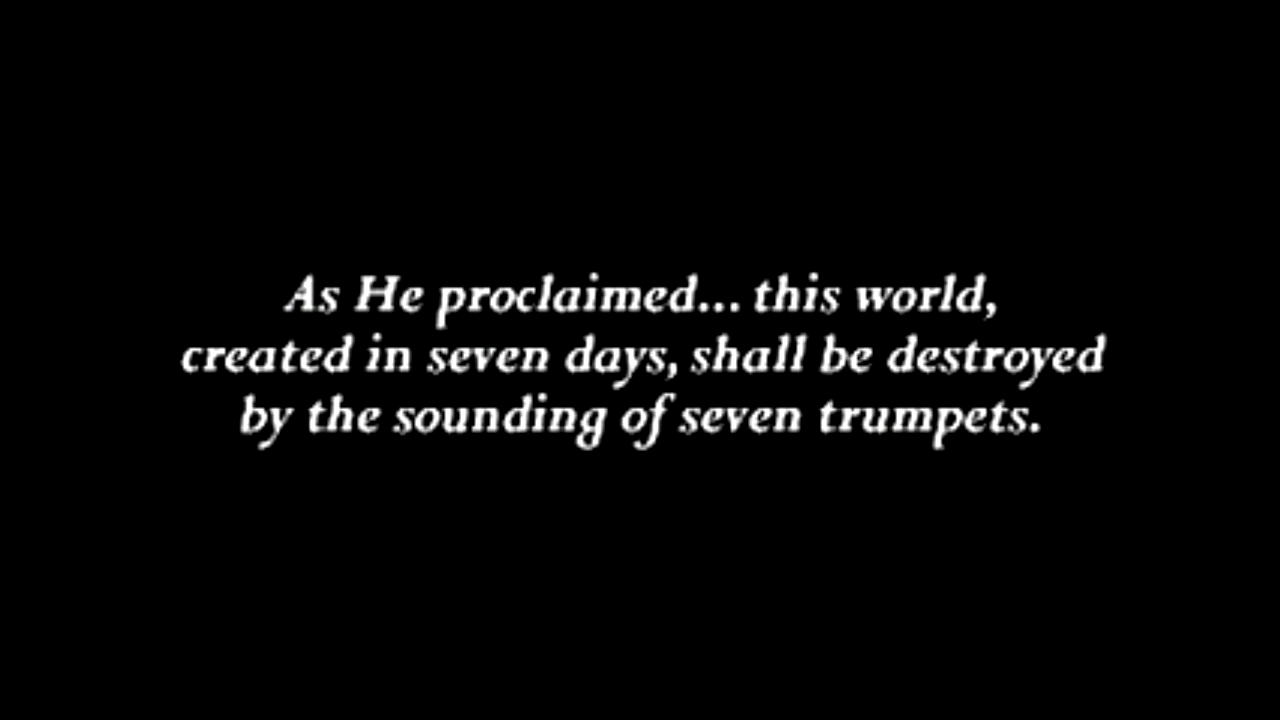 As He proclaimed... this world,
created in seven days, shall be destroyed
by the sounding of seven trumpets.